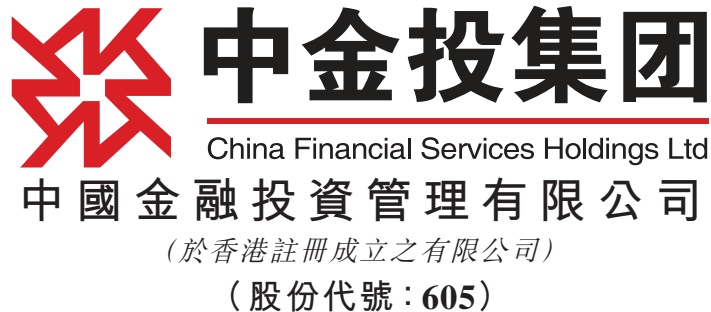 中金投集团
China Financial Services Holdings Ltd
中國金融投資管理有限公司
(於香港註冊成立之有限公司)
(股份代號：605)